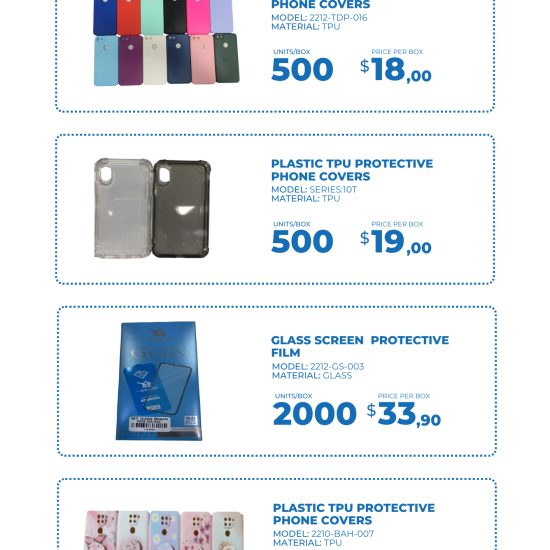 PHONE COVERS
MODEL: 2212-TDP-016
MATERIAL: TPU
UNITS/BOX
PRICE PER BOX
500
$18,00
PLASTIC TPU PROTECTIVE
PHONE COVERS
MODEL: SERIES:10T
MATERIAL: TPU
UNITS/BOX
PRICE PER BOX
500
$19,00
GLASS
GLASS SCREEN PROTECTIVE
FILM
MODEL: 2212-GS-003
MATERIAL: GLASS
UNITS/BOX
PRICE PER BOX
2000
$33,90
PLASTIC TPU PROTECTIVE
PHONE COVERS
MODEL: 2210-BAH-007
MATERIAL: TPU